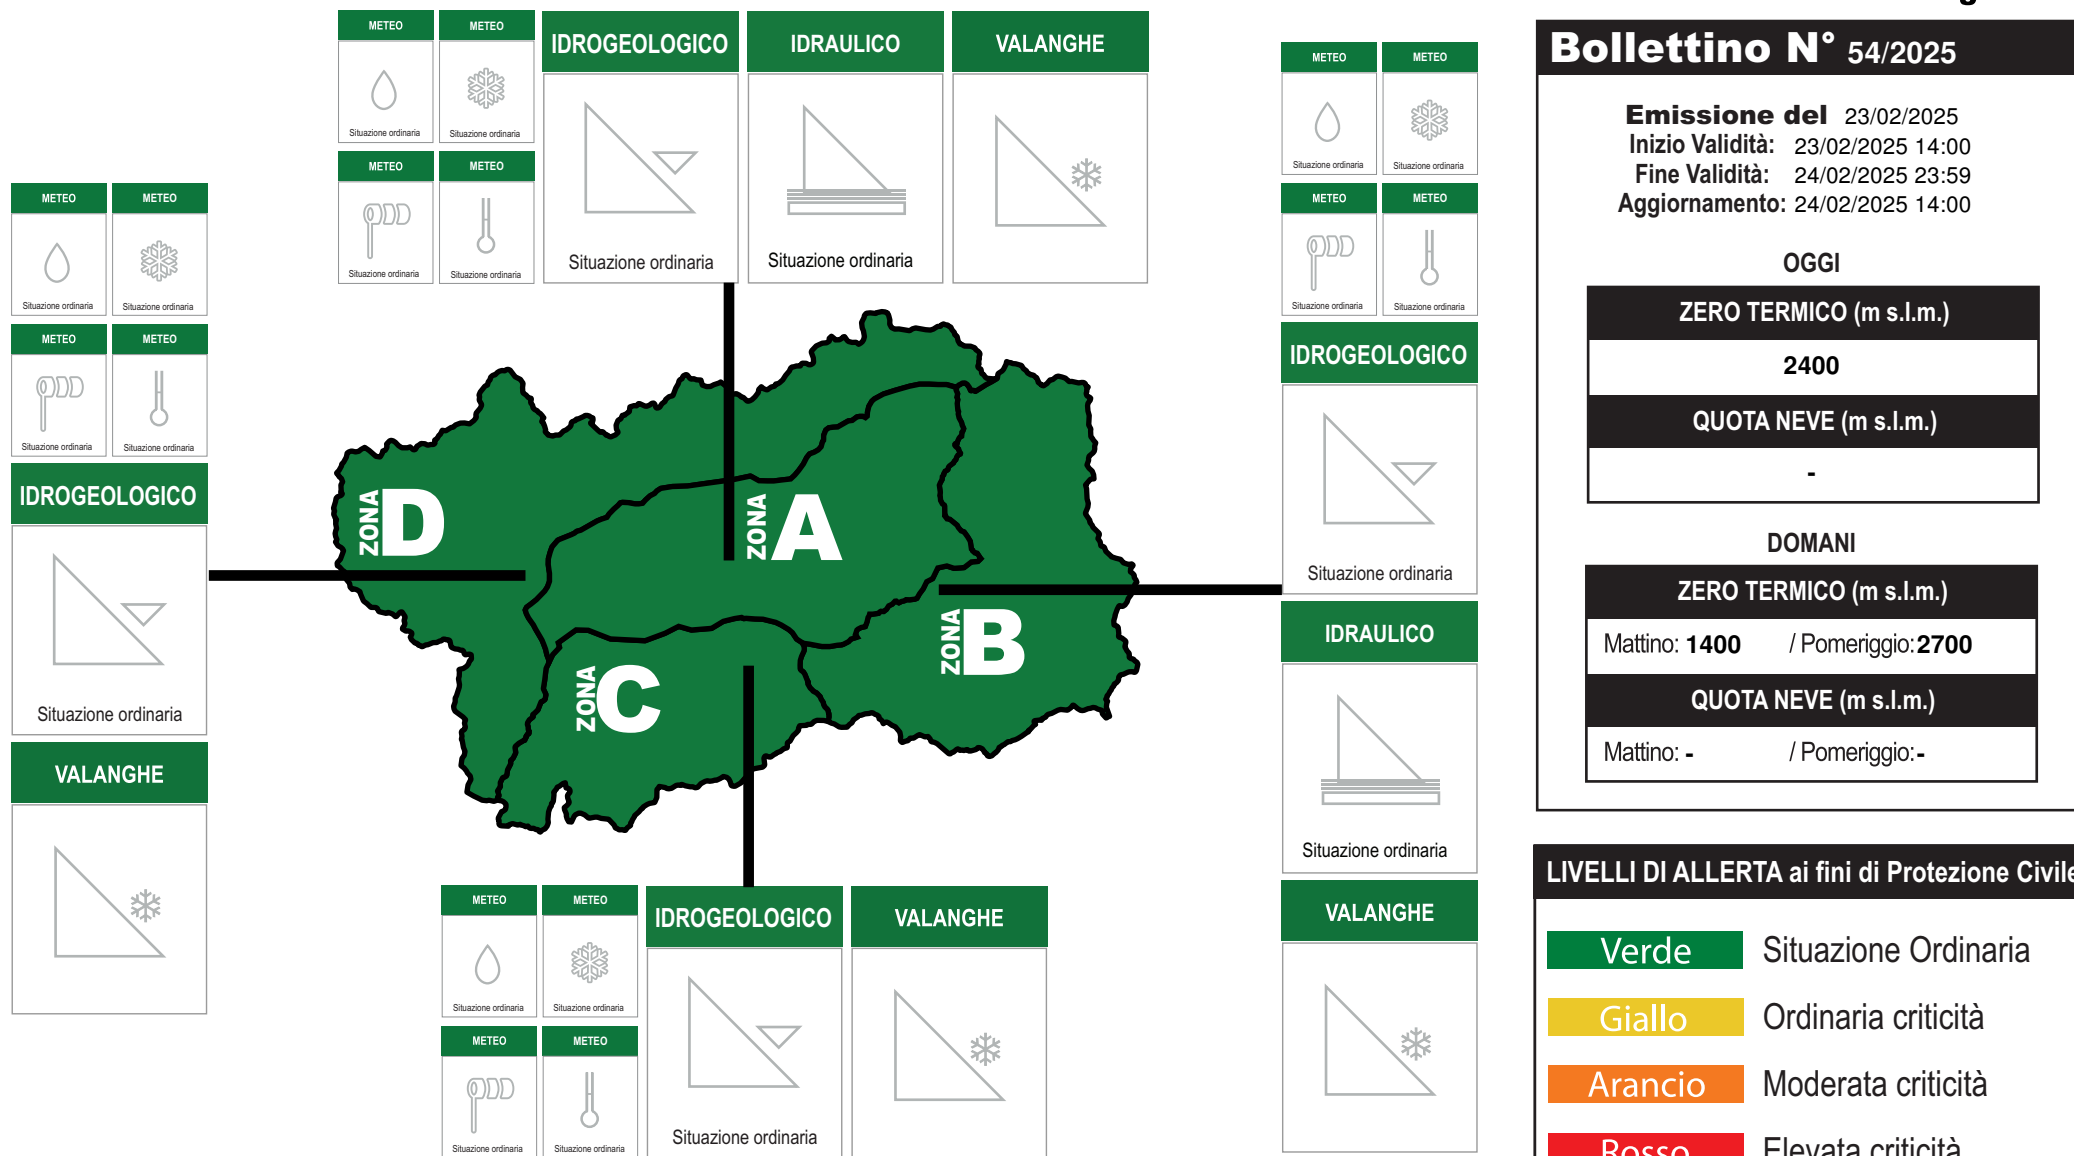 METEO
METEO
Situazione ordinaria
Situazione ordinaria
METEO
METEO
Situazione ordinaria
Situazione ordinaria
IDROGEOLOGICO
Situazione ordinaria
IDRAULICO
Situazione ordinaria
VALANGHE
METEO
METEO
Situazione ordinaria
Situazione ordinaria
METEO
METEO
Situazione ordinaria
Situazione ordinaria
IDROGEOLOGICO
Situazione ordinaria
VALANGHE
ZONA D
ZONA A
ZONA B
ZONA C
METEO
METEO
Situazione ordinaria
Situazione ordinaria
METEO
METEO
Situazione ordinaria
Situazione ordinaria
IDROGEOLOGICO
Situazione ordinaria
IDRAULICO
Situazione ordinaria
VALANGHE
METEO
METEO
Situazione ordinaria
Situazione ordinaria
METEO
METEO
Situazione ordinaria
Situazione ordinaria
IDROGEOLOGICO
Situazione ordinaria
VALANGHE
Bollettino N° 54/2025
Emissione del 23/02/2025
Inizio Validità: 23/02/2025 14:00
Fine Validità: 24/02/2025 23:59
Aggiornamento: 24/02/2025 14:00
OGGI
ZERO TERMICO (m s.l.m.)
2400
QUOTA NEVE (m s.l.m.)
-
DOMANI
ZERO TERMICO (m s.l.m.)
Mattino: 1400 / Pomeriggio: 2700
QUOTA NEVE (m s.l.m.)
Mattino: - / Pomeriggio: -
LIVELLI DI ALLERTA ai fini di Protezione Civile
Verde Situazione Ordinaria
Giallo Ordinaria criticità
Arancio Moderata criticità
Rosso Elevata criticità